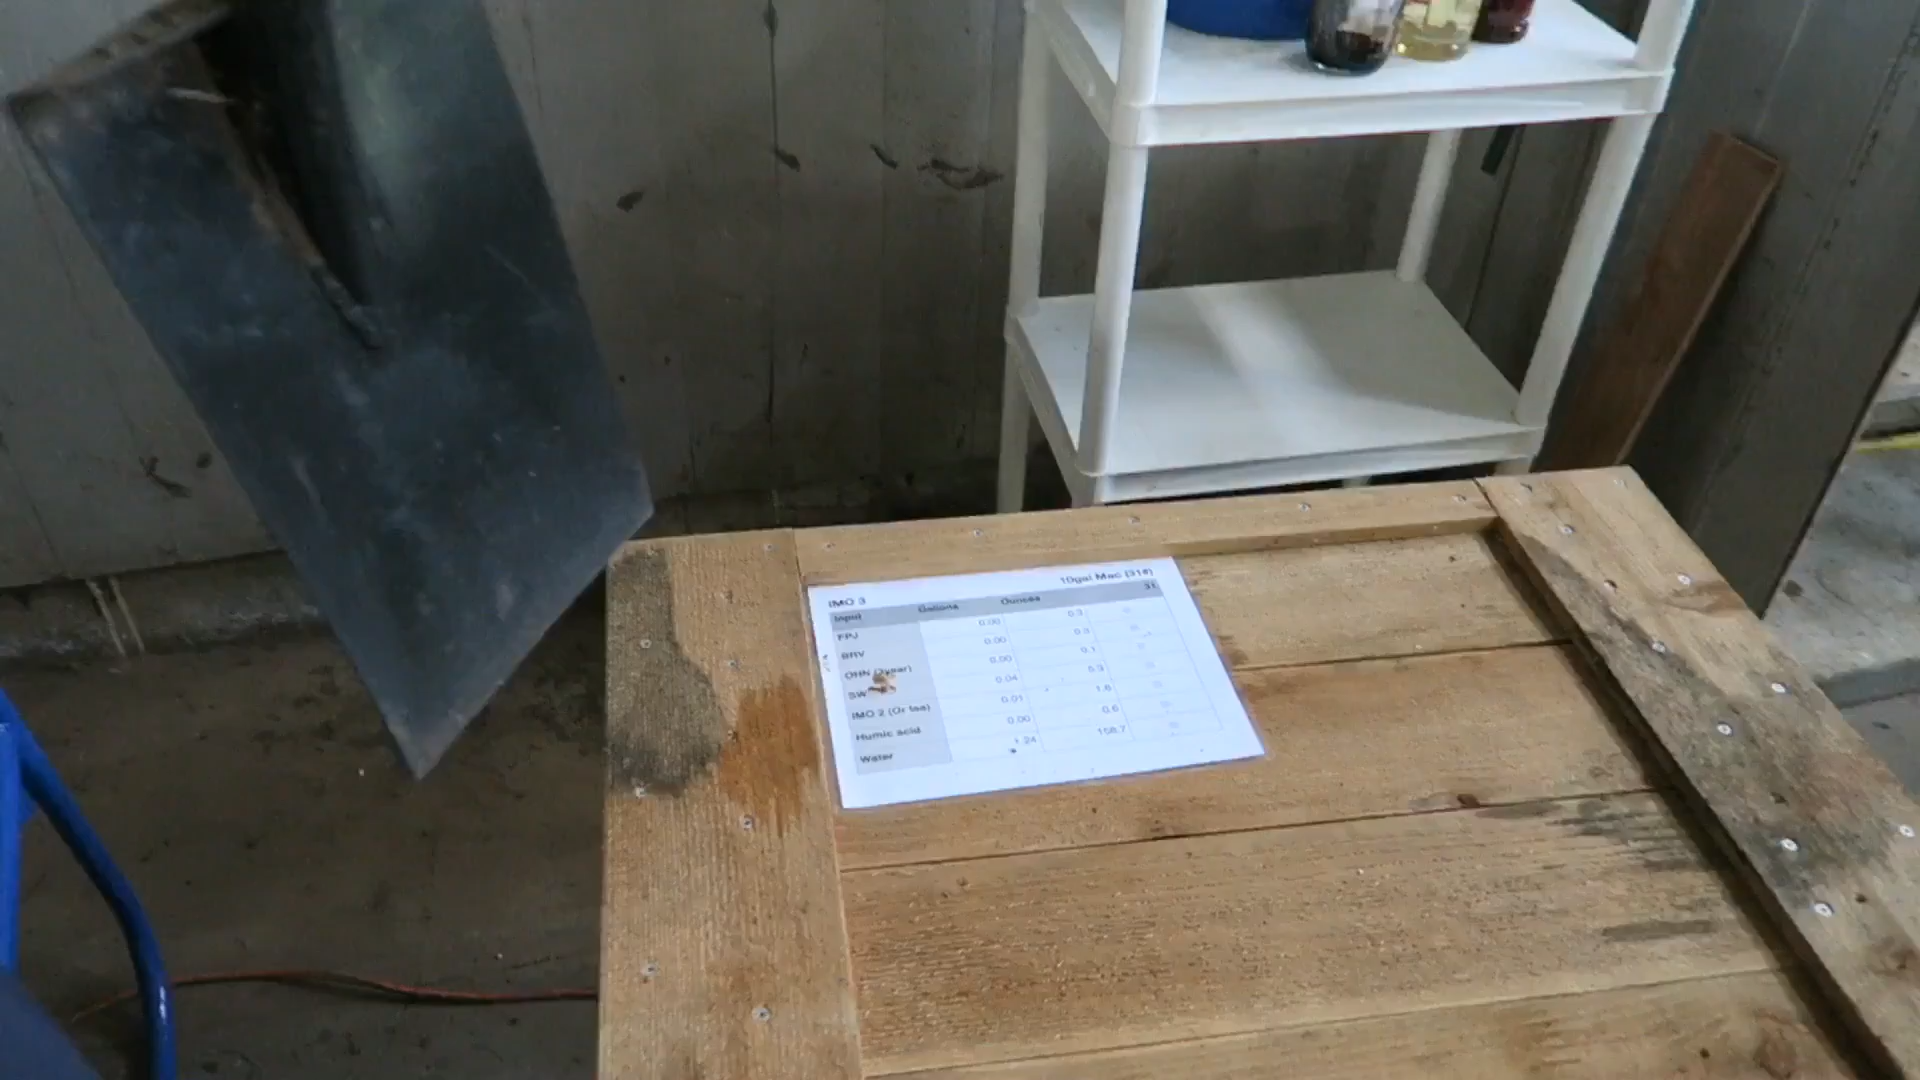 IMO 3 10gal Mac (31#)
Input Gallons Ounces 31
FPJ 0.00 0.3
BRV 0.00 0.3
OHN (3year) 0.00 0.1
SW 0.04 5.3
IMO 2 (Or tea) 0.01 1.6
Humic acid 0.00 0.6
Water 1.24 158.7